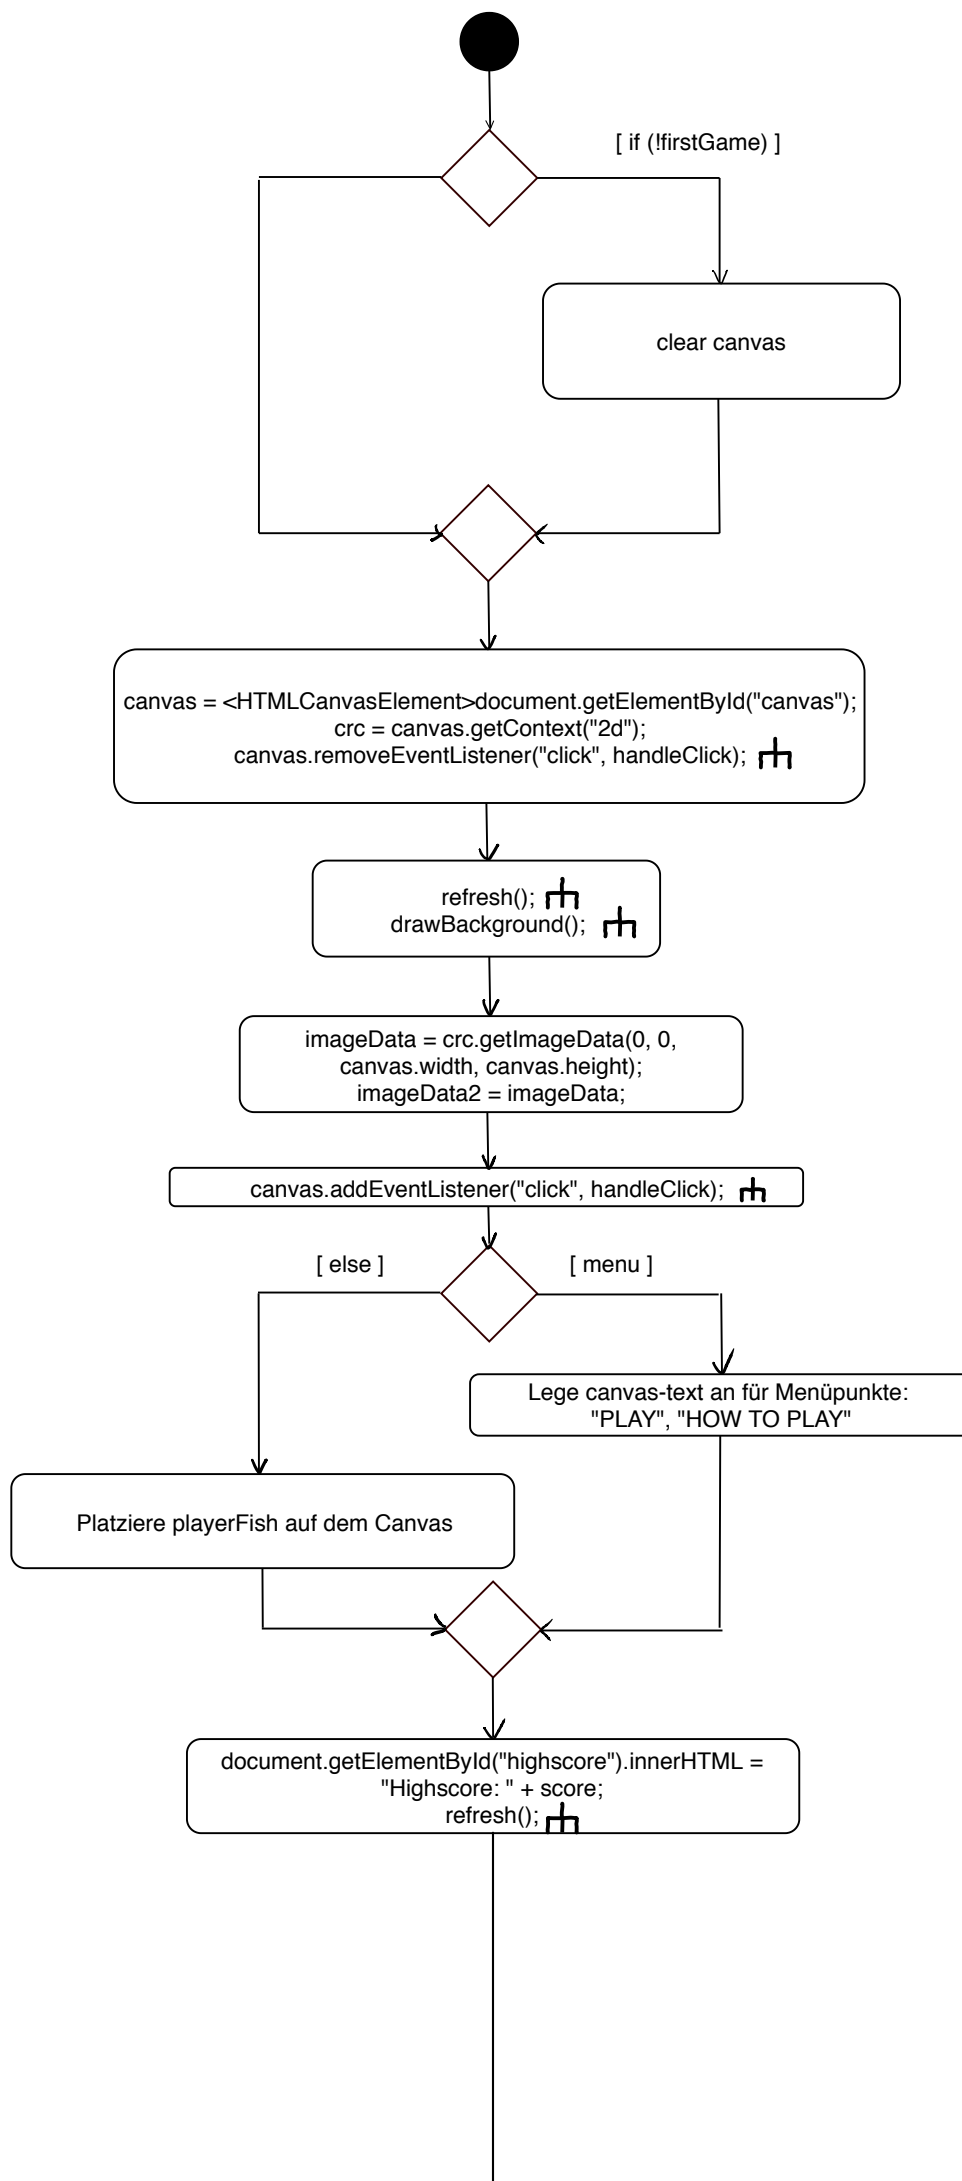 [ if (!firstGame) ]
clear canvas
canvas = <HTMLCanvasElement>document.getElementById("canvas");
crc = canvas.getContext("2d");
canvas.removeEventListener("click", handleClick);
refresh();
drawBackground();
imageData = crc.getImageData(0, 0,
canvas.width, canvas.height);
imageData2 = imageData;
canvas.addEventListener("click", handleClick);
[ else ]
[ menu ]
Lege canvas-text an für Menüpunkte:
"PLAY", "HOW TO PLAY"
Platziere playerFish auf dem Canvas
document.getElementById("highscore").innerHTML =
"Highscore: " + score;
refresh();